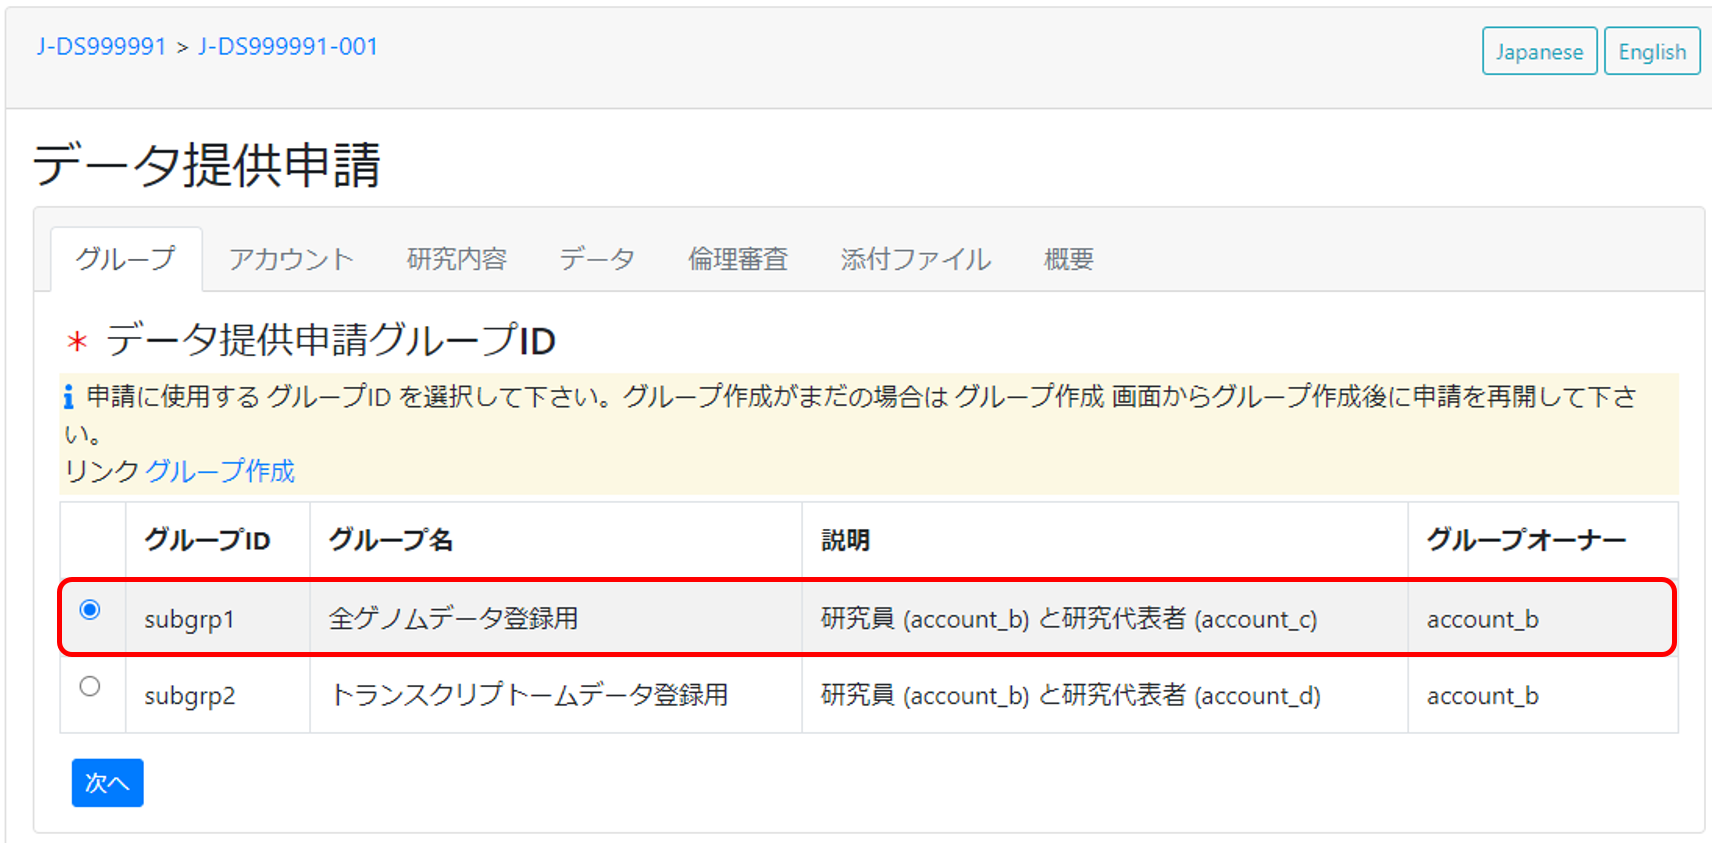 J-DS999991 > J-DS999991-001
Japanese English
データ提供申請
グループ アカウント 研究内容 データ 倫理審査 添付ファイル 概要
* データ提供申請グループID
i 申請に使用する グループID を選択して下さい。グループ作成がまだの場合は グループ作成 画面からグループ作成後に申請を再開して下さ
い。
リンク グループ作成
グループID グループ名 説明 グループオーナー
subgrp1 全ゲノムデータ登録用 研究員 (account_b) と研究代表者 (account_c) account_b
subgrp2 トランスクリプトームデータ登録用 研究員 (account_b) と研究代表者 (account_d) account_b
次へ